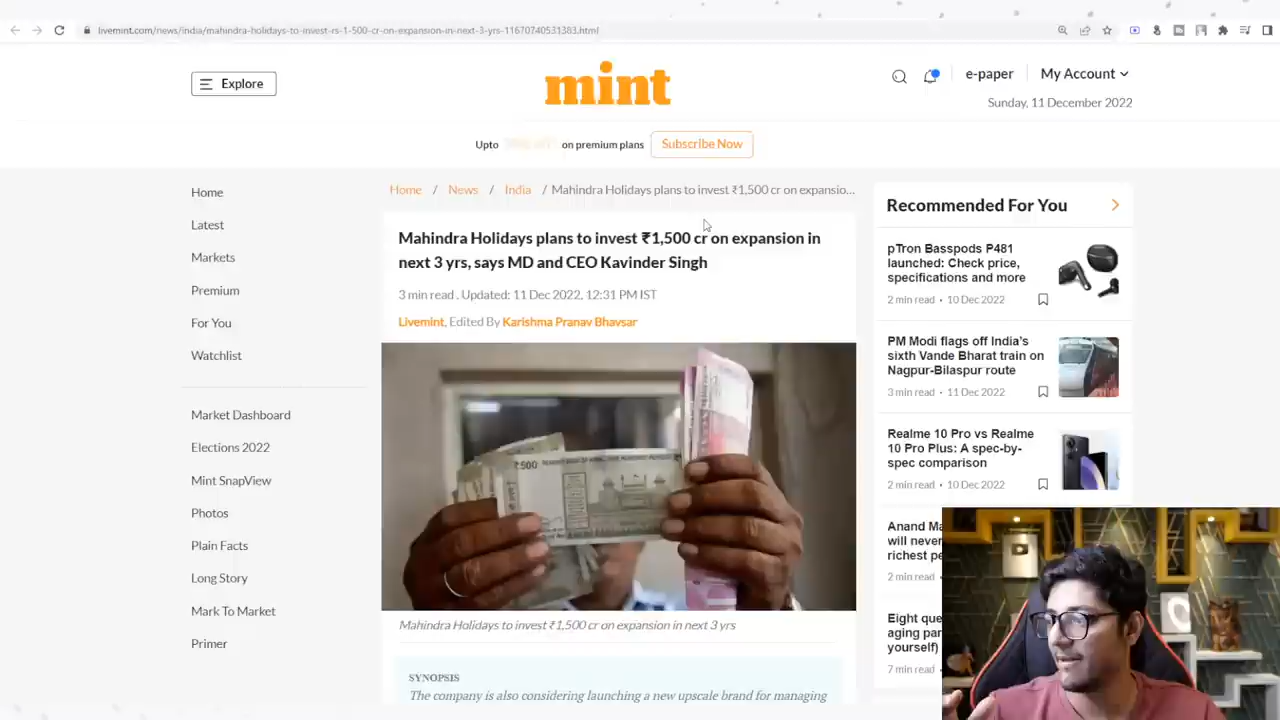 livemint.com/news/india/mahindra-holidays-to-invest-rs-1-500-cr-on-expansion-in-next-3-yrs-11670740531383.html
Explore
mint
e-paper
My Account
Sunday, 11 December 2022
Upto
on premium plans
Subscribe Now
Home
Latest
Markets
Premium
For You
Watchlist
Market Dashboard
Elections 2022
Mint SnapView
Photos
Plain Facts
Long Story
Mark To Market
Primer
Home / News / India / Mahindra Holidays plans to invest ₹1,500 cr on expansio...
Mahindra Holidays plans to invest ₹1,500 cr on expansion in
next 3 yrs, says MD and CEO Kavinder Singh
3 min read . Updated: 11 Dec 2022, 12:31 PM IST
Livemint, Edited By Karishma Pranav Bhavsar
₹500
Mahindra Holidays to invest ₹1,500 cr on expansion in next 3 yrs
SYNOPSIS
The company is also considering launching a new upscale brand for managing
Recommended For You
pTron Basspods P481
launched: Check price,
specifications and more
2 min read • 10 Dec 2022
PM Modi flags off India's
sixth Vande Bharat train on
Nagpur-Bilaspur route
3 min read • 11 Dec 2022
Realme 10 Pro vs Realme
10 Pro Plus: A spec-by-
spec comparison
2 min read • 10 Dec 2022
Anand
will never
richest
2 min read
Eight
aging
yourself)
7 min read